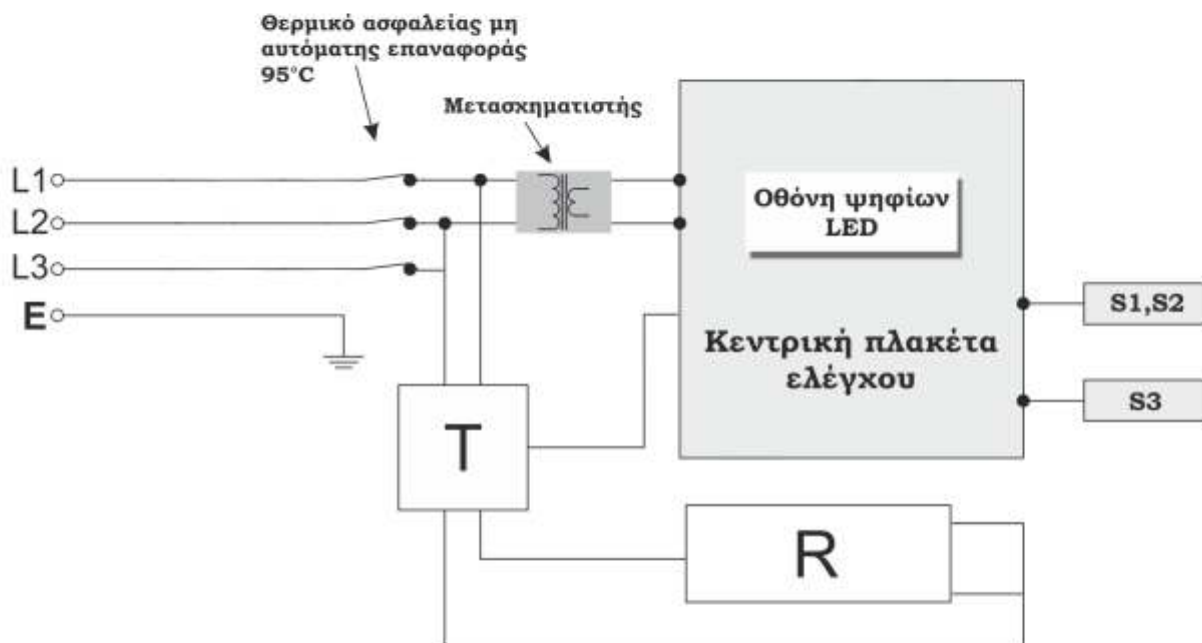 Θερμικό ασφαλείας μη
αυτόματης επαναφοράς
95°C
Μετασχηματιστής
L1
L2
L3
E
Οθόνη ψηφίων
LED
Κεντρική πλακέτα
ελέγχου
S1,S2
S3
T
R